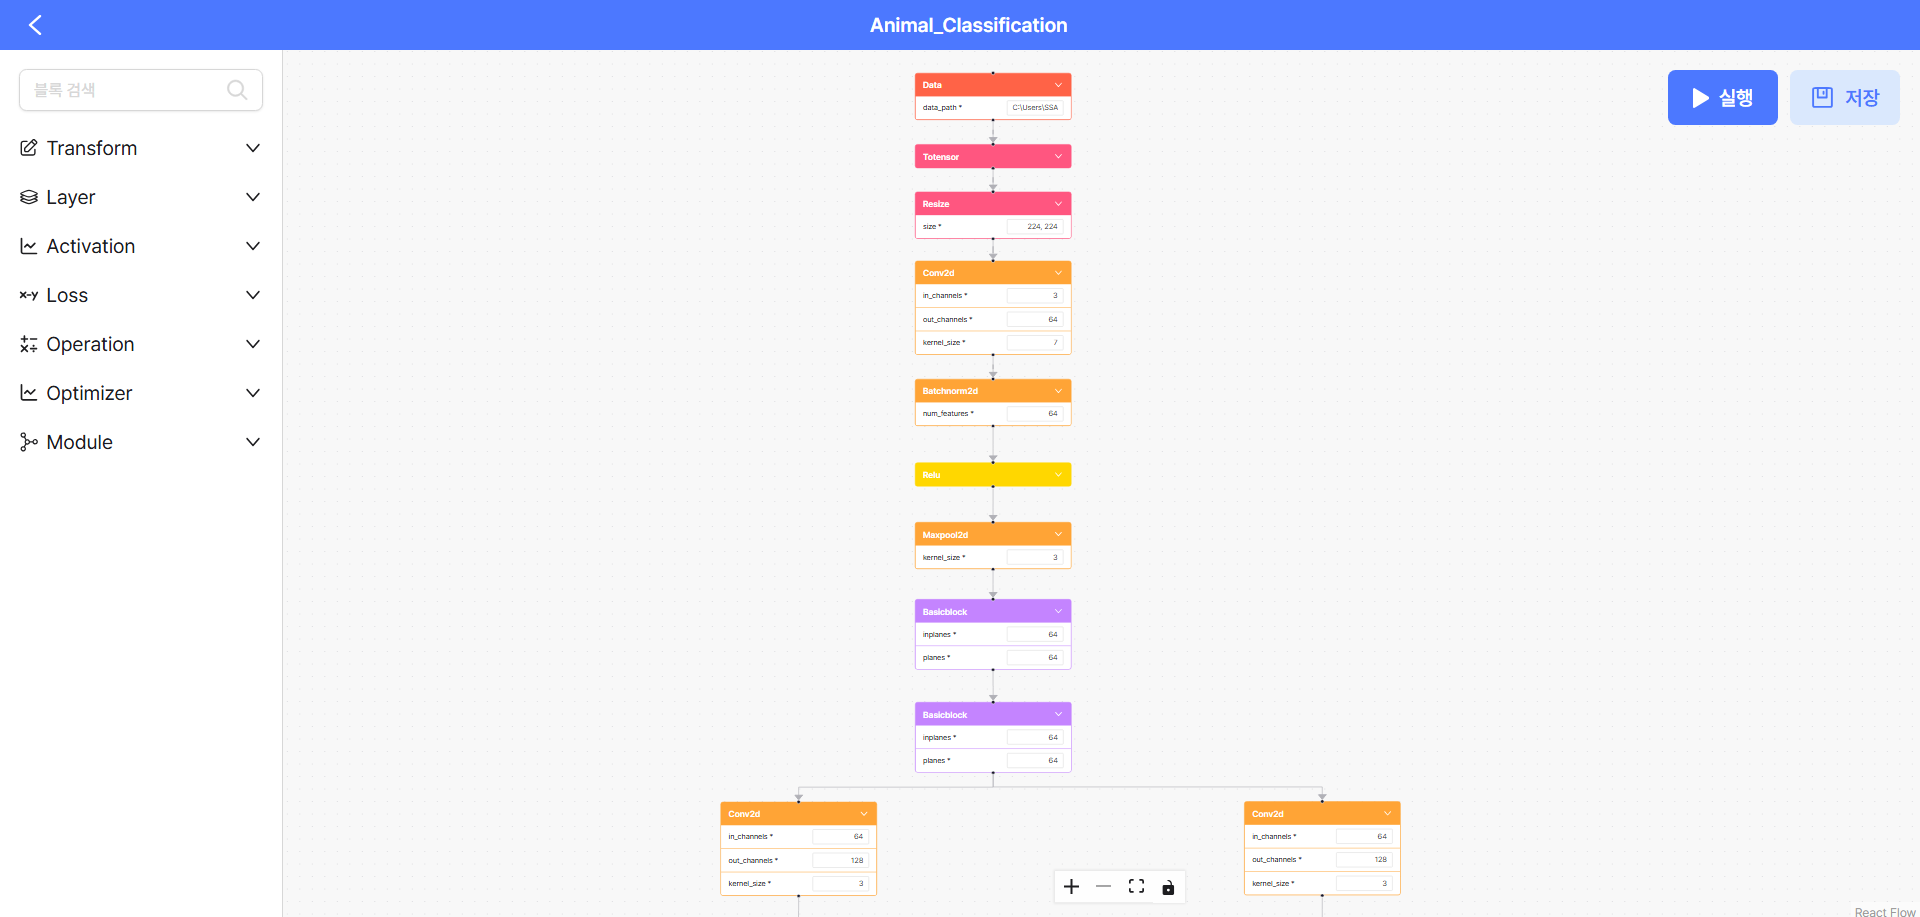 Animal_Classification
블록 검색
Transform
Layer
Activation
Loss
Operation
Optimizer
Module
실행
저장
Data
data_path * C:\Users\SSA
Totensor
Resize
size * 224, 224
Conv2d
in_channels * 3
out_channels * 64
kernel_size * 7
Batchnorm2d
num_features * 64
Relu
Maxpool2d
kernel_size * 3
Basicblock
inplanes * 64
planes * 64
Basicblock
inplanes * 64
planes * 64
Conv2d
in_channels * 64
out_channels * 128
kernel_size * 3
Conv2d
in_channels * 64
out_channels * 128
kernel_size * 3
React Flow